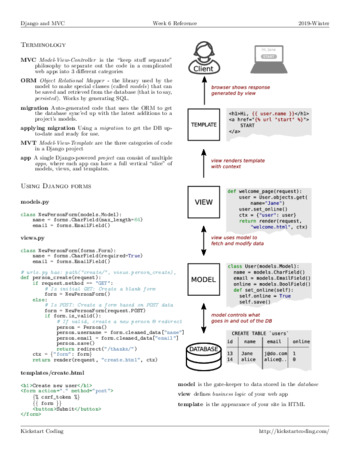 Django and MVC
Week 6 Reference
2019-Winter
Terminology
MVC Model-View-Controller is the "keep stuff separate"
philosophy to separate out the code in a complicated
web apps into 3 different categories
ORM Object Relational Mapper - the library used by the
model to make special classes (called models) that can
be saved and retrieved from the database (that is to say,
persisted). Works by generating SQL.
migration Auto-generated code that uses the ORM to get
the database synced up with the latest additions to a
project's models.
applying migration Using a migration to get the DB up-
to-date and ready for use.
MVT Model-View-Template are the three categories of code
in a Django project
app A single Django-powered project can consist of multiple
apps, where each app can have a full vertical "slice" of
models, views, and templates.
Using Django forms
models.py
class NewPersonForm(models.Model):
name = forms.CharField(max_length=50)
email = forms.EmailField()
views.py
class NewPersonForm(forms.Form):
name = forms.CharField(required=True)
email = forms.EmailField()
# urls.py has: path("create/", views.person_create),
def person_create(request):
if request.method == "GET":
# Is initial GET: Create a blank form
form = NewPersonForm()
else:
# Is POST: Create a form based on POST data
form = NewPersonForm(request.POST)
if form.is_valid():
# If valid, create a new person & redirect
person = Person()
person.username = form.cleaned_data["name"]
person.email = form.cleaned_data["email"]
person.save()
return redirect("/thanks/")
ctx = {"form": form}
return render(request, "create.html", ctx)
templates/create.html
<h1>Create new user</h1>
<form action="." method="post">
{% csrf_token %}
{{ form }}
<button>Submit</button>
</form>
Client
browser shows response
generated by view
TEMPLATE
<h1>Hi, {{ user.name }}</h1>
<a href="{% url "start" %}">
START
</a>
view renders template
with context
VIEW
def welcome_page(request):
user = User.objects.get(
name="Jane")
user.set_online()
ctx = {"user": user}
return render(request,
"welcome.html", ctx)
view uses model to
fetch and modify data
MODEL
class User(models.Model):
name = models.CharField()
email = models.EmailField()
online = models.BoolField()
def set_online(self):
self.online = True
self.save()
model controls what
goes in and out of the DB
DATABASE
CREATE TABLE `users`
id name email online
13 Jane j@do.com 1
14 alice alice@. 0
model is the gate-keeper to data stored in the database
view defines business logic of your web app
template is the appearance of your site in HTML
Kickstart Coding
http://kickstartcoding.com/